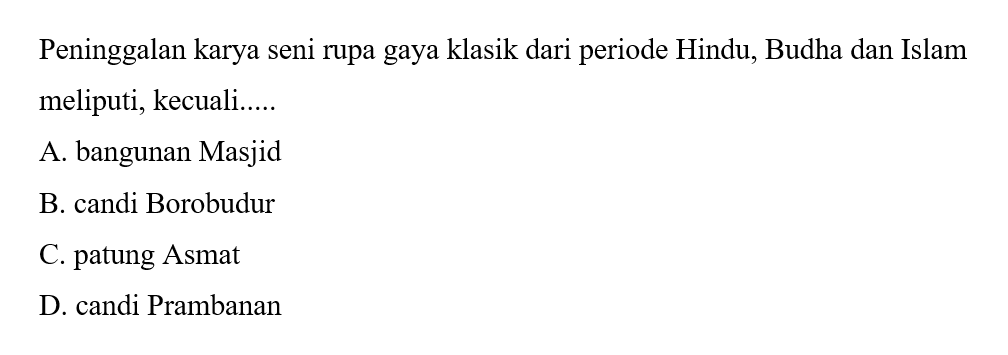 Peninggalan karya seni rupa gaya klasik dari periode Hindu, Budha dan Islam
meliputi, kecuali.....
A. bangunan Masjid
B. candi Borobudur
C. patung Asmat
D. candi Prambanan